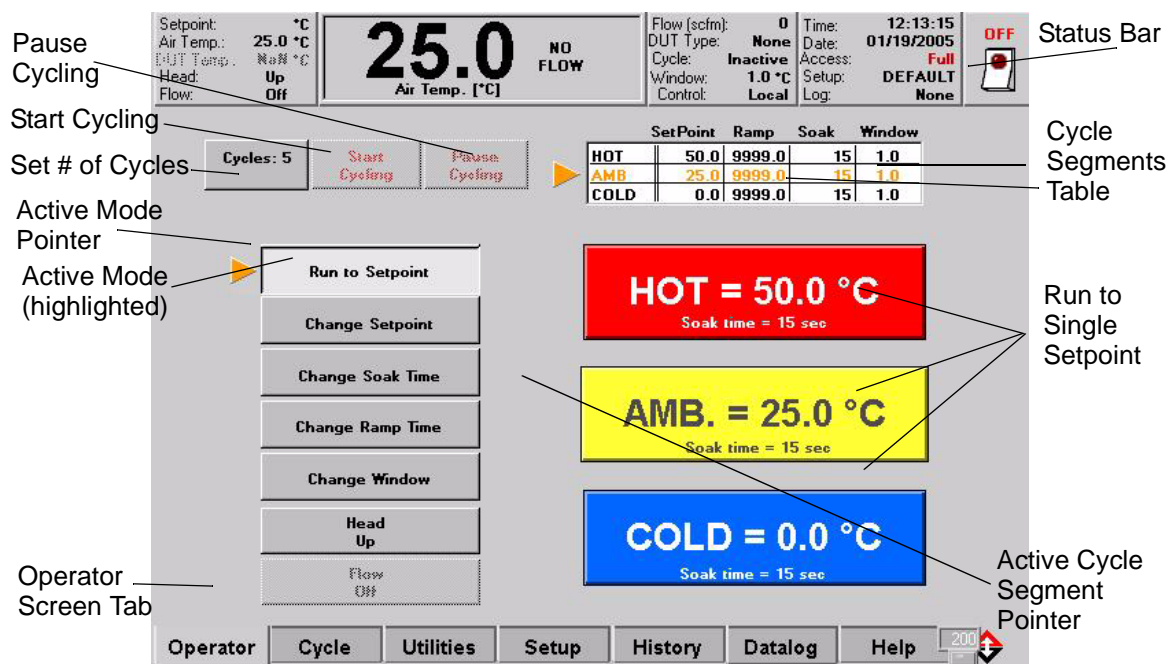 Setpoint: °C
Air Temp.: 25.0 °C
DUT Temp.: NaN °C
Head: Up
Flow: Off
25.0
Air Temp. [°C]
NO
FLOW
Flow (scfm): 0
DUT Type: None
Cycle: Inactive
Window: 1.0 °C
Control: Local
Time: 12:13:15
Date: 01/19/2005
Access: Full
Setup: DEFAULT
Log: None
OFF
Status Bar
Pause
Cycling
Start Cycling
Set # of Cycles
Cycles: 5
Start
Cycling
Pause
Cycling
SetPoint Ramp Soak Window
HOT 50.0 9999.0 15 1.0
AMB 25.0 9999.0 15 1.0
COLD 0.0 9999.0 15 1.0
Cycle
Segments
Table
Active Mode
Pointer
Active Mode
(highlighted)
Run to Setpoint
Change Setpoint
Change Soak Time
Change Ramp Time
Change Window
Head
Up
Flow
Off
HOT = 50.0 °C
Soak time = 15 sec
AMB. = 25.0 °C
Soak time = 15 sec
COLD = 0.0 °C
Soak time = 15 sec
Run to
Single
Setpoint
Active Cycle
Segment
Pointer
Operator
Screen Tab
Operator Cycle Utilities Setup History Datalog Help 200